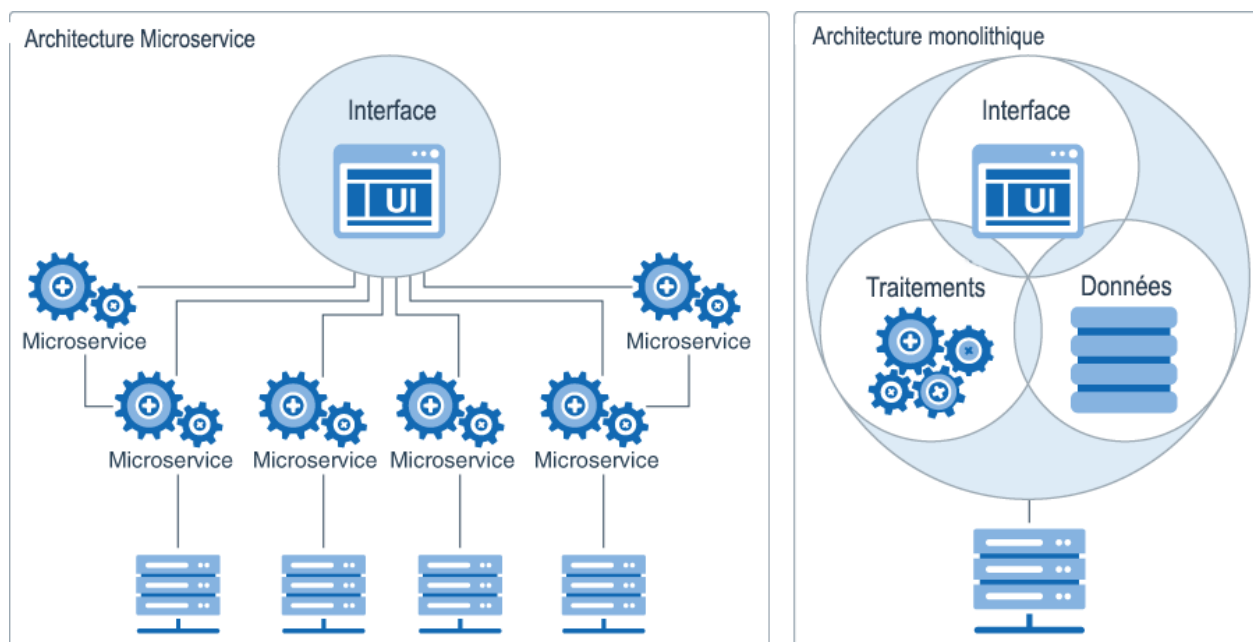 Architecture Microservice
Interface
UI
Microservice
Microservice
Microservice
Microservice
Microservice
Microservice
Architecture monolithique
Interface
UI
Traitements
Données